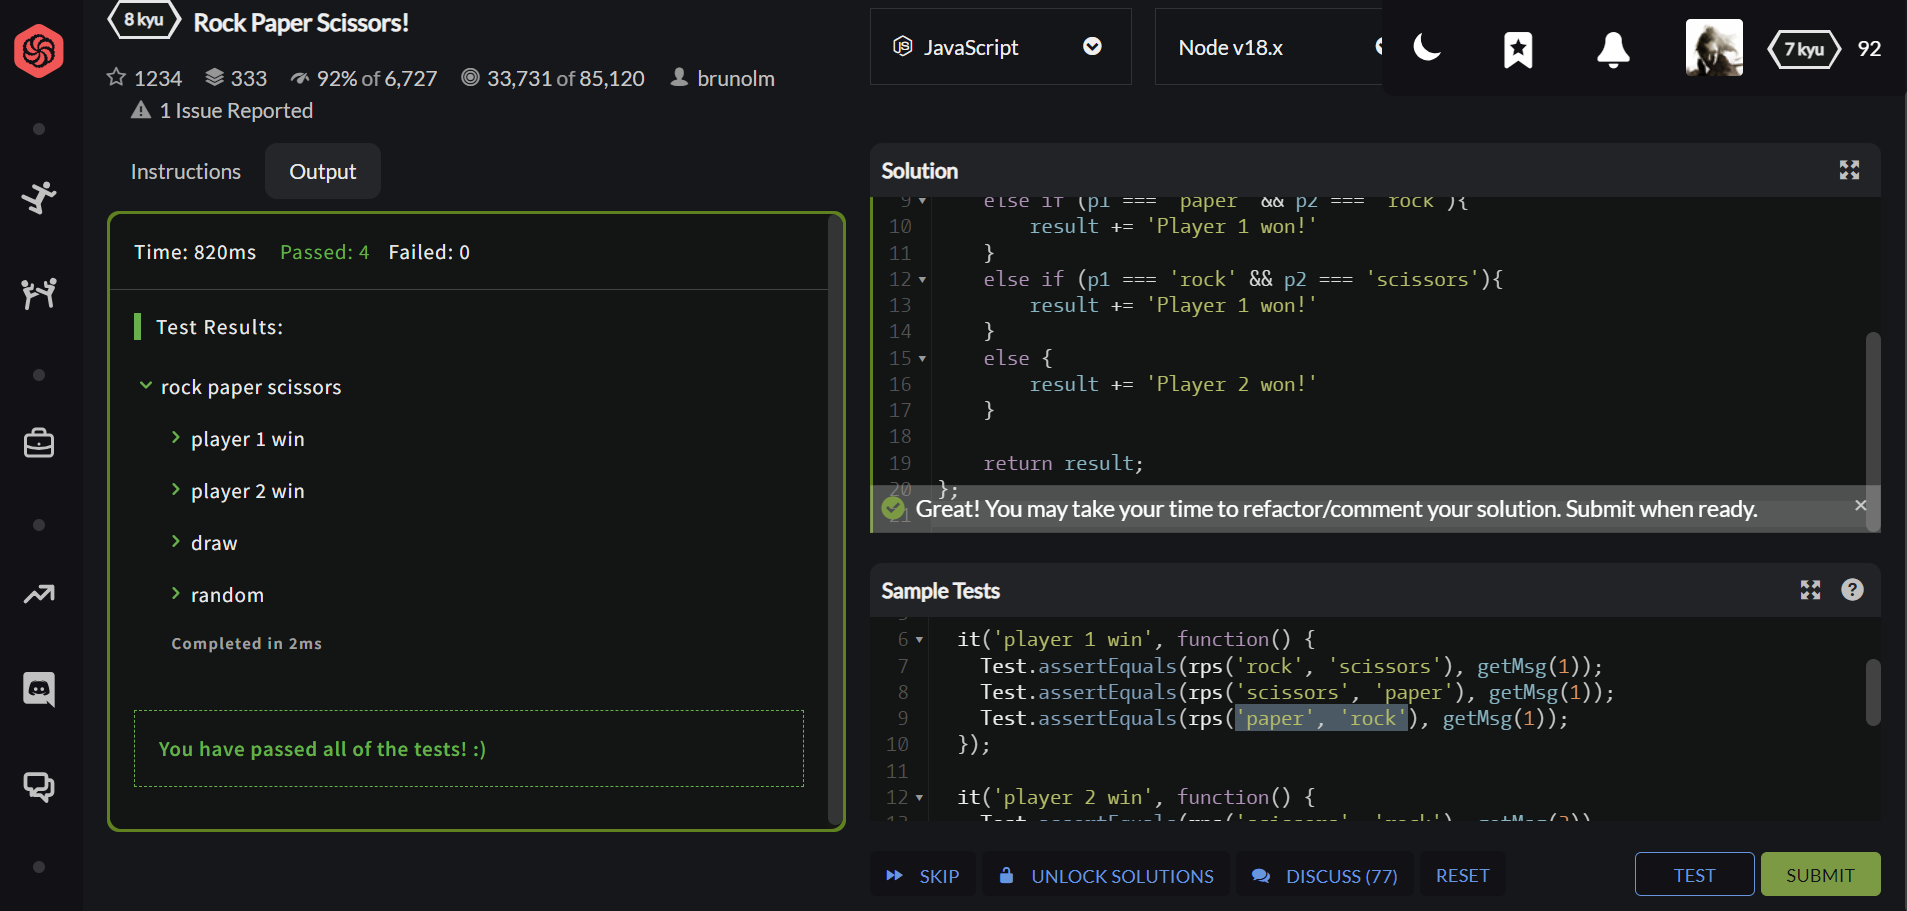 8 kyu Rock Paper Scissors!
1234 333 92% of 6,727 33,731 of 85,120 brunolm
1 Issue Reported
JavaScript
Node v18.x
7 kyu 92
Instructions Output
Time: 820ms Passed: 4 Failed: 0
Test Results:
rock paper scissors
player 1 win
player 2 win
draw
random
Completed in 2ms
You have passed all of the tests! :)
Solution
9 else if (p1 === 'paper' && p2 === 'rock'){
10 result += 'Player 1 won!'
11 }
12 else if (p1 === 'rock' && p2 === 'scissors'){
13 result += 'Player 1 won!'
14 }
15 else {
16 result += 'Player 2 won!'
17 }
18
19 return result;
20 };
21
Great! You may take your time to refactor/comment your solution. Submit when ready.
Sample Tests
6 it('player 1 win', function() {
7 Test.assertEquals(rps('rock', 'scissors'), getMsg(1));
8 Test.assertEquals(rps('scissors', 'paper'), getMsg(1));
9 Test.assertEquals(rps('paper', 'rock'), getMsg(1));
10 });
11
12 it('player 2 win', function() {
SKIP UNLOCK SOLUTIONS DISCUSS (77) RESET TEST SUBMIT